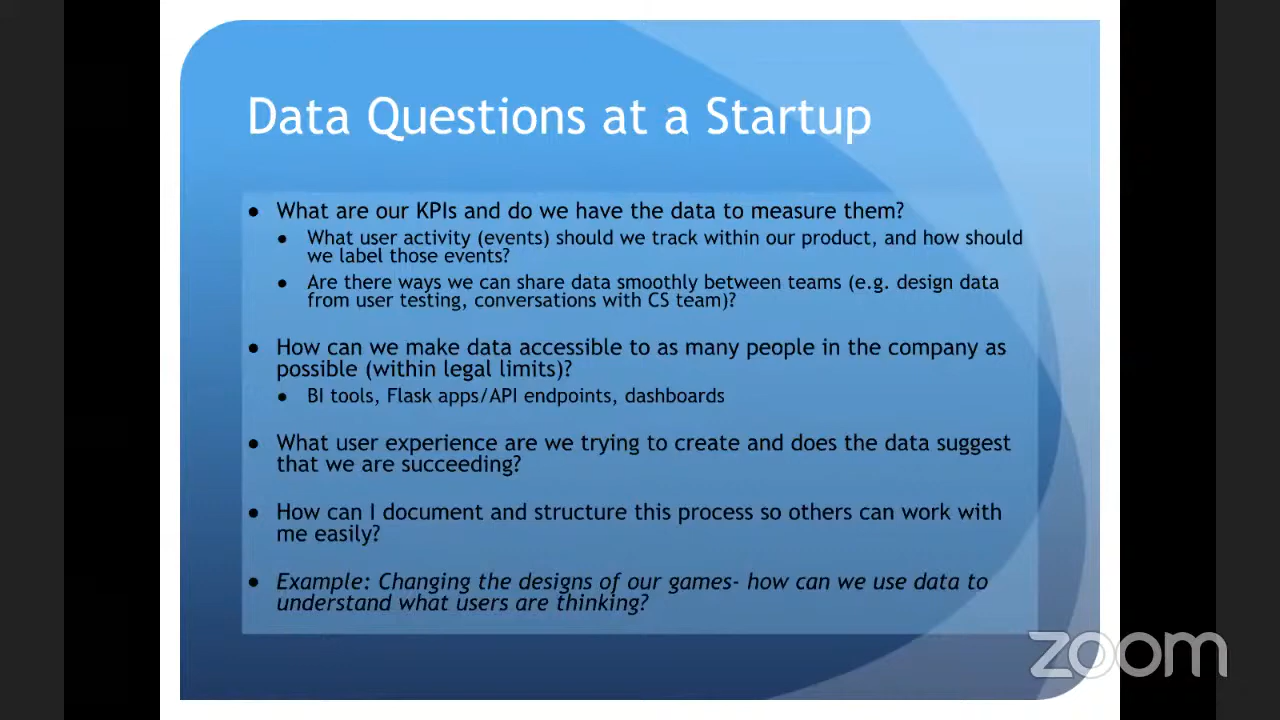 Data Questions at a Startup
● What are our KPIs and do we have the data to measure them?
● What user activity (events) should we track within our product, and how should
we label those events?
● Are there ways we can share data smoothly between teams (e.g. design data
from user testing, conversations with CS team)?
● How can we make data accessible to as many people in the company as
possible (within legal limits)?
● BI tools, Flask apps/API endpoints, dashboards
● What user experience are we trying to create and does the data suggest
that we are succeeding?
● How can I document and structure this process so others can work with
me easily?
● Example: Changing the designs of our games- how can we use data to
understand what users are thinking?
zoom